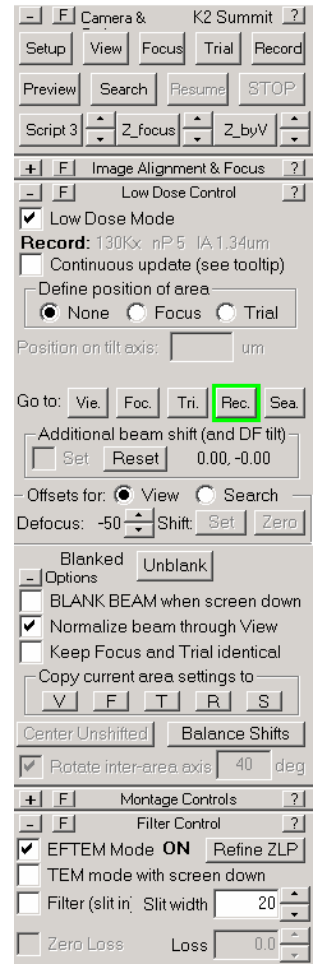 - F Camera & K2 Summit ?
Setup View Focus Trial Record
Preview Search Resume STOP
Script 3 Z_focus Z_byV
+ F Image Alignment & Focus ?
- F Low Dose Control ?
Low Dose Mode
Record: 130Kx nP 5 IA 1.34um
Continuous update (see tooltip)
Define position of area
None Focus Trial
Position on tilt axis: um
Go to: Vie. Foc. Tri. Rec. Sea.
Additional beam shift (and DF tilt)
Set Reset 0.00, -0.00
Offsets for: View Search
Defocus: -50 Shift: Set Zero
Blanked Unblank
- Options
BLANK BEAM when screen down
Normalize beam through View
Keep Focus and Trial identical
Copy current area settings to
V F T R S
Center Unshifted Balance Shifts
Rotate inter-area axis 40 deg
+ F Montage Controls ?
- F Filter Control ?
EFTEM Mode ON Refine ZLP
TEM mode with screen down
Filter (slit in) Slit width 20
Zero Loss Loss 0.0